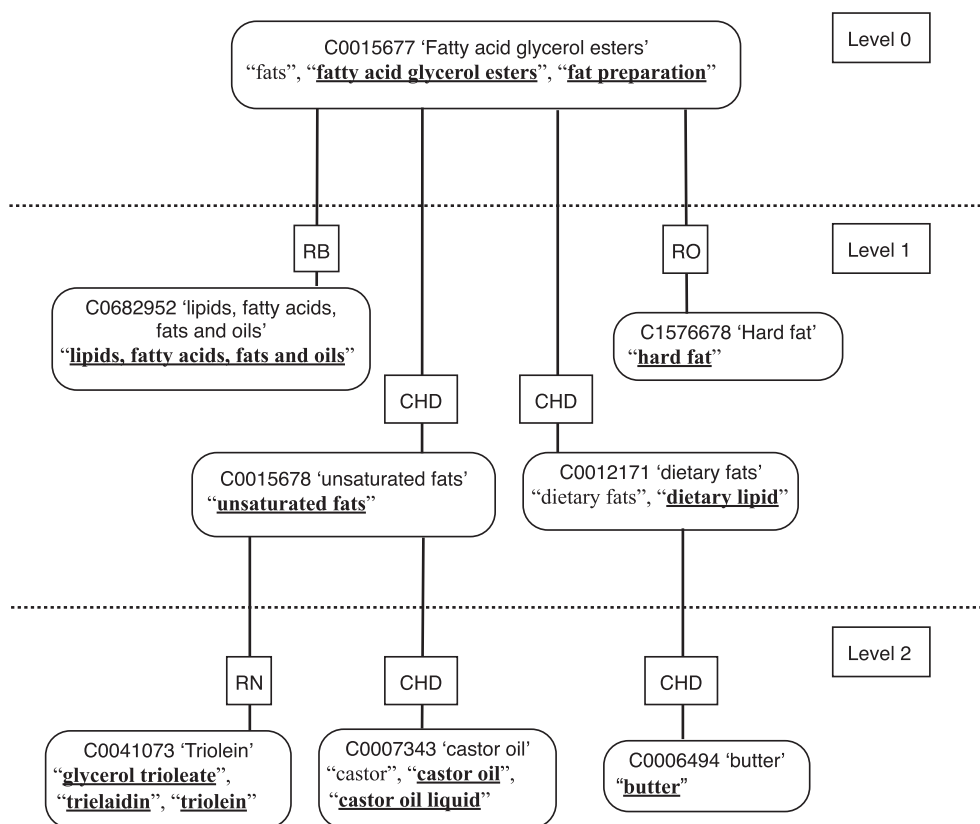 C0015677 ‘Fatty acid glycerol esters’
“fats”, “fatty acid glycerol esters”, “fat preparation”
Level 0
RB
RO
Level 1
C0682952 ‘lipids, fatty acids,
fats and oils’
“lipids, fatty acids, fats and oils”
C1576678 ‘Hard fat’
“hard fat”
CHD
CHD
C0015678 ‘unsaturated fats’
“unsaturated fats”
C0012171 ‘dietary fats’
“dietary fats”, “dietary lipid”
Level 2
RN
CHD
CHD
C0041073 ‘Triolein’
“glycerol trioleate”,
“trielaidin”, “triolein”
C0007343 ‘castor oil’
“castor”, “castor oil”,
“castor oil liquid”
C0006494 ‘butter’
“butter”